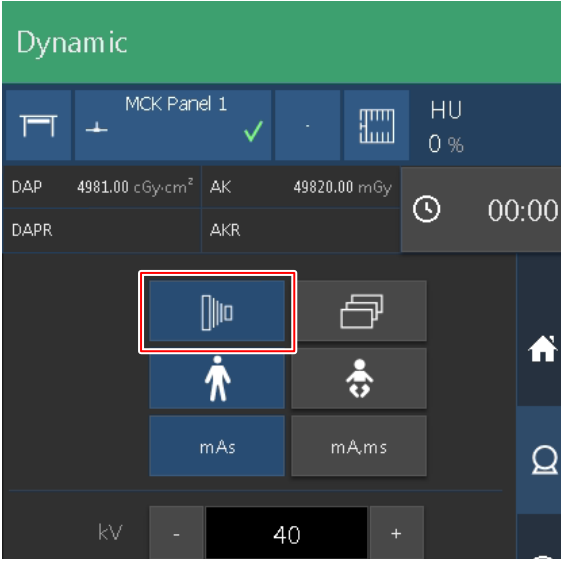 Dynamic
MCK Panel 1
-
HU
0 %
DAP 4981.00 cGy·cm² AK 49820.00 mGy
DAPR AKR
00:00
mAs mA,ms
kV - 40 +